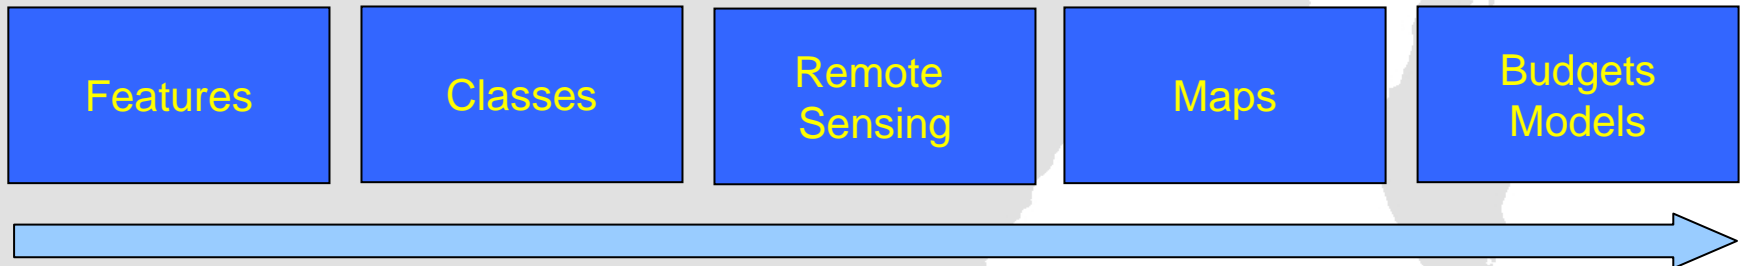 Features
Classes
Remote
Sensing
Maps
Budgets
Models